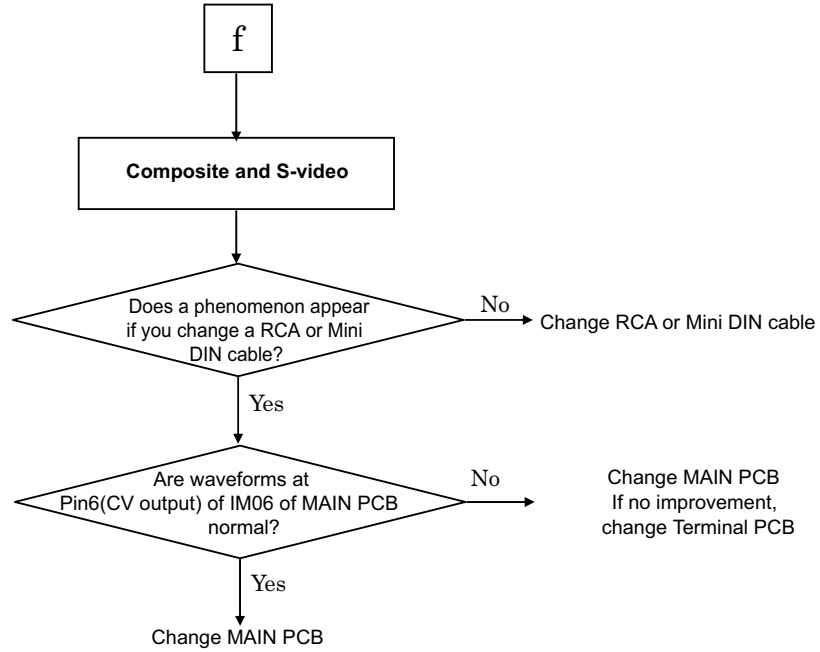 f
Composite and S-video
Does a phenomenon appear
if you change a RCA or Mini
DIN cable?
No
Change RCA or Mini DIN cable
Yes
Are waveforms at
Pin6(CV output) of IM06 of MAIN PCB
normal?
No
Change MAIN PCB
If no improvement,
change Terminal PCB
Yes
Change MAIN PCB